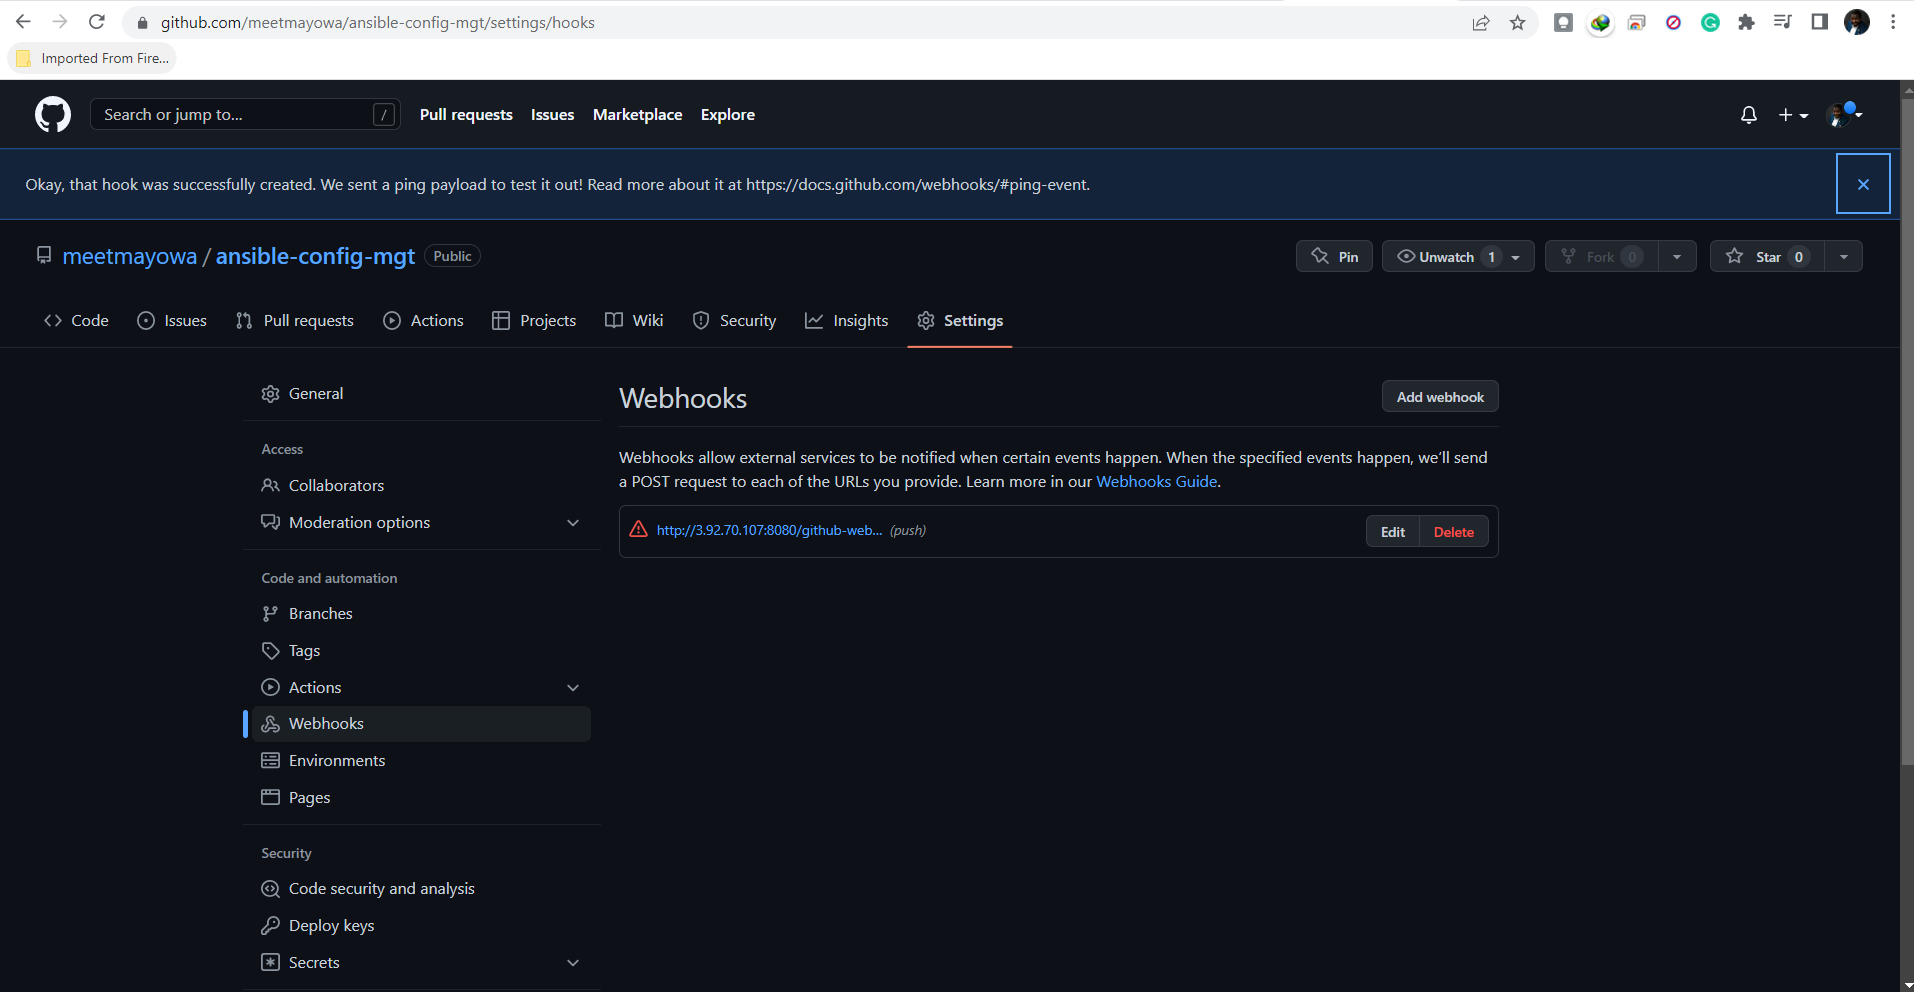 github.com/meetmayowa/ansible-config-mgt/settings/hooks
Imported From Fire...
Search or jump to... /
Pull requests Issues Marketplace Explore
Okay, that hook was successfully created. We sent a ping payload to test it out! Read more about it at https://docs.github.com/webhooks/#ping-event.
meetmayowa / ansible-config-mgt Public
Pin Unwatch 1 Fork 0 Star 0
Code Issues Pull requests Actions Projects Wiki Security Insights Settings
General
Access
Collaborators
Moderation options
Code and automation
Branches
Tags
Actions
Webhooks
Environments
Pages
Security
Code security and analysis
Deploy keys
Secrets
Webhooks
Add webhook
Webhooks allow external services to be notified when certain events happen. When the specified events happen, we'll send
a POST request to each of the URLs you provide. Learn more in our Webhooks Guide.
http://3.92.70.107:8080/github-web... (push)
Edit Delete